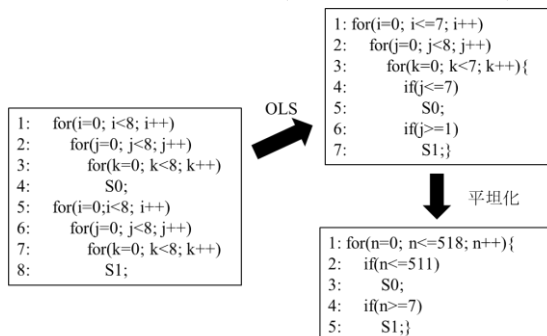 1: for(i=0; i<8; i++)
2: for(j=0; j<8; j++)
3: for(k=0; k<8; k++)
4: S0;
5: for(i=0;i<8; i++)
6: for(j=0; j<8; j++)
7: for(k=0; k<8; k++)
8: S1;
OLS
1: for(i=0; i<=7; i++)
2: for(j=0; j<8; j++)
3: for(k=0; k<7; k++){
4: if(j<=7)
5: S0;
6: if(j>=1)
7: S1;}
平坦化
1: for(n=0; n<=518; n++){
2: if(n<=511)
3: S0;
4: if(n>=7)
5: S1;}